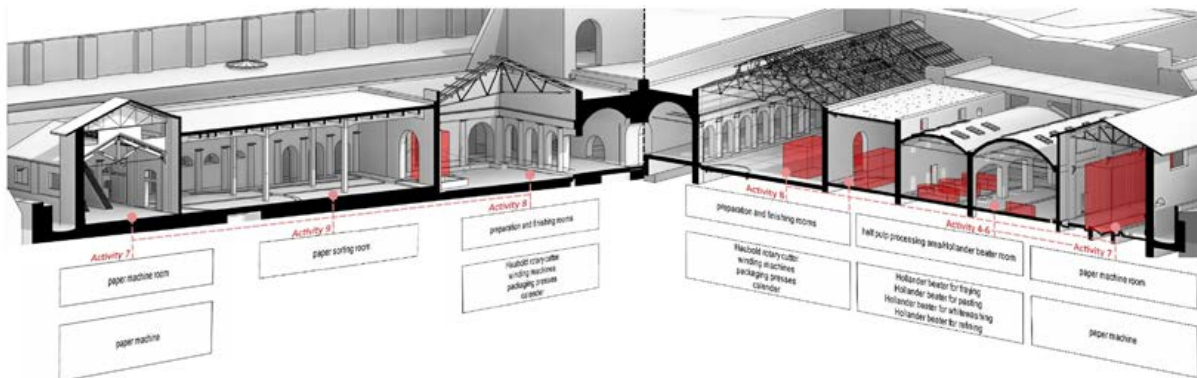 Activity 7
paper machine room
paper machine
Activity 9
paper sorting room
Activity 8
preparation and finishing rooms
Haubold rotary cutter
winding machines
packaging presses
calender
Activity 8
preparation and finishing rooms
Haubold rotary cutter
winding machines
packaging presses
calender
Activity 4-6
half pulp processing area/Hollander beater room
Hollander beater for fraying
Hollander beater for pasting
Hollander beater for whitewashing
Hollander beater for refining
Activity 7
paper machine room
paper machine